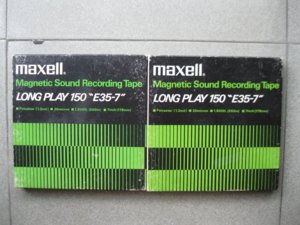 maxell.
Magnetic Sound Recording Tape
LONG PLAY 150 "E35-7"
maxell.
Magnetic Sound Recording Tape
LONG PLAY 150 "E35-7"